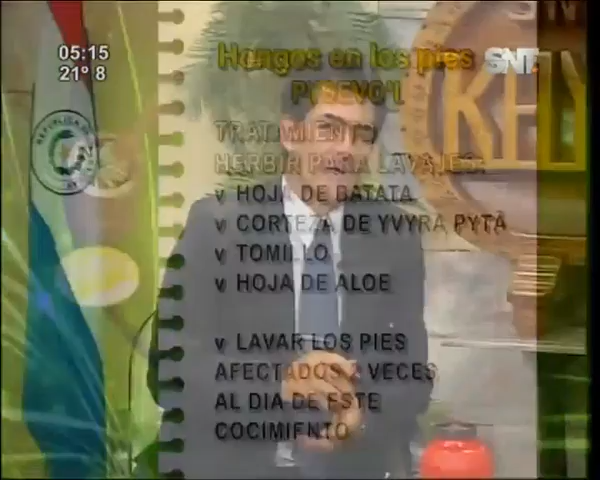 05:15
21° 8
SNT
Hongos en los pies
PYSEVO'I
TRATAMIENTO
HERBIR PARA LAVAJES:
v HOJA DE BATATA
v CORTEZA DE YVYRA PYTÂ
v TOMILLO
v HOJA DE ALOE
v LAVAR LOS PIES
AFECTADOS 2 VECES
AL DIA DE ESTE
COCIMIENTO